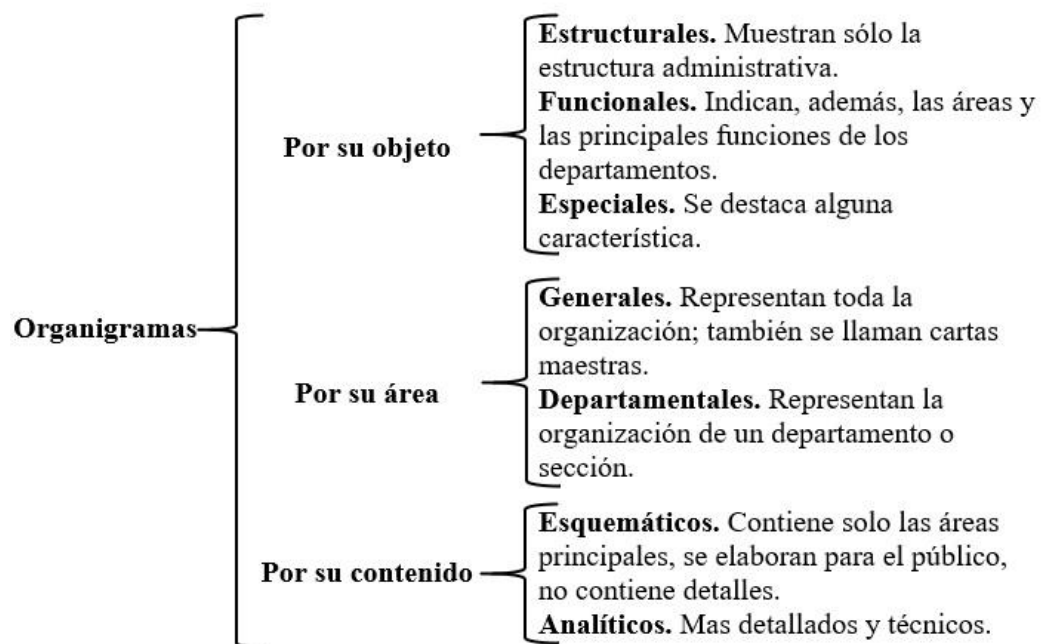 Organigramas
Por su objeto
Estructurales. Muestran sólo la
estructura administrativa.
Funcionales. Indican, además, las áreas y
las principales funciones de los
departamentos.
Especiales. Se destaca alguna
característica.
Por su área
Generales. Representan toda la
organización; también se llaman cartas
maestras.
Departamentales. Representan la
organización de un departamento o
sección.
Por su contenido
Esquemáticos. Contiene solo las áreas
principales, se elaboran para el público,
no contiene detalles.
Analíticos. Mas detallados y técnicos.